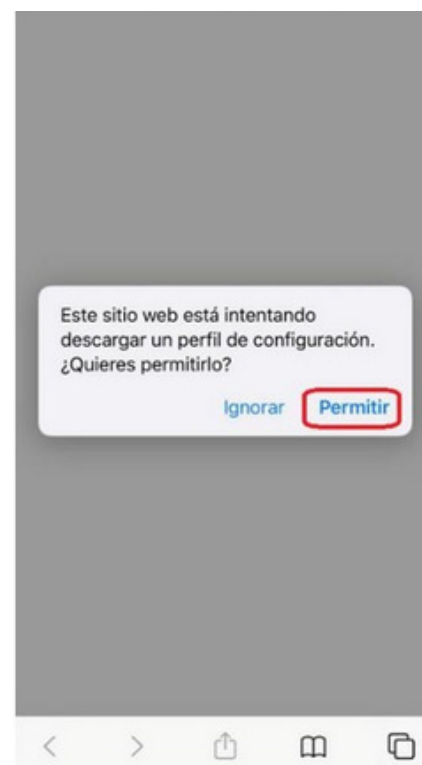 Este sitio web está intentando
descargar un perfil de configuración.
¿Quieres permitirlo?
Ignorar Permitir